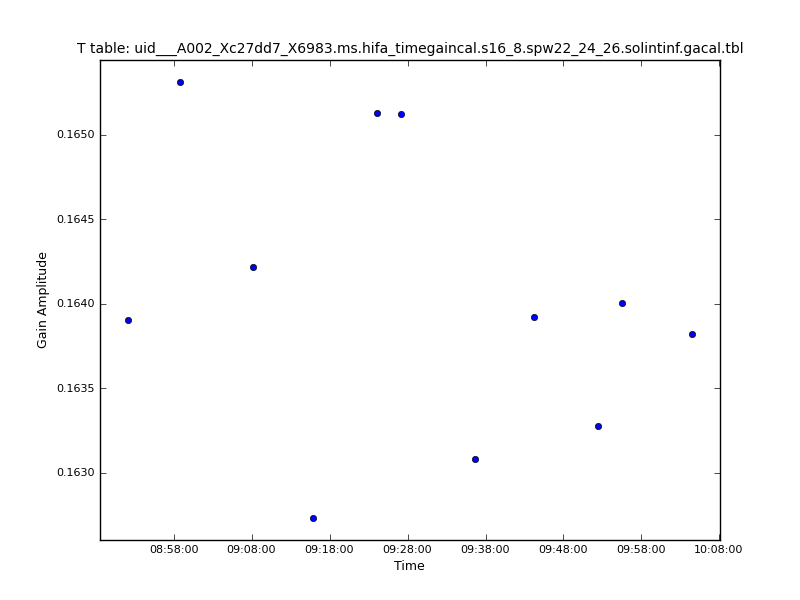 T table: uid___A002_Xc27dd7_X6983.ms.hifa_timegaincal.s16_8.spw22_24_26.solintinf.gacal.tbl
0.1650
0.1645
0.1640
0.1635
0.1630
Gain Amplitude
08:58:00 09:08:00 09:18:00 09:28:00 09:38:00 09:48:00 09:58:00 10:08:00
Time